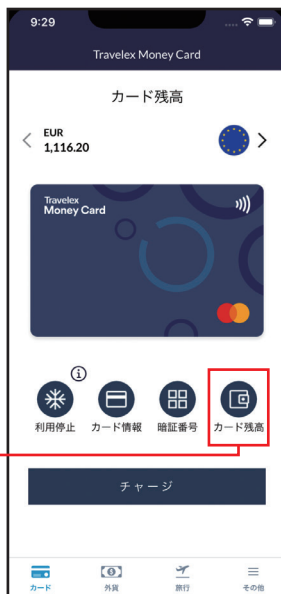 9:29
Travelex Money Card
カード残高
EUR
1,116.20
Travelex
Money Card
利用停止
カード情報
暗証番号
カード残高
チャージ
カード
外貨
旅行
その他